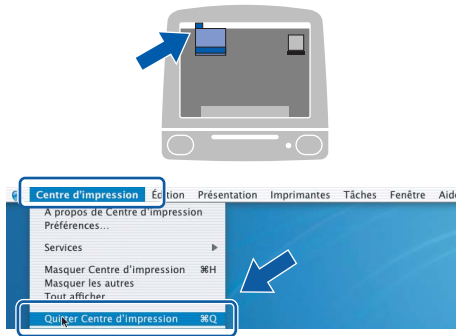 Centre d'impression Édition Présentation Imprimantes Tâches Fenêtre Aide
A propos de Centre d'impression
Préférences...
Services
Masquer Centre d'impression ⌘H
Masquer les autres
Tout afficher
Quitter Centre d'impression ⌘Q